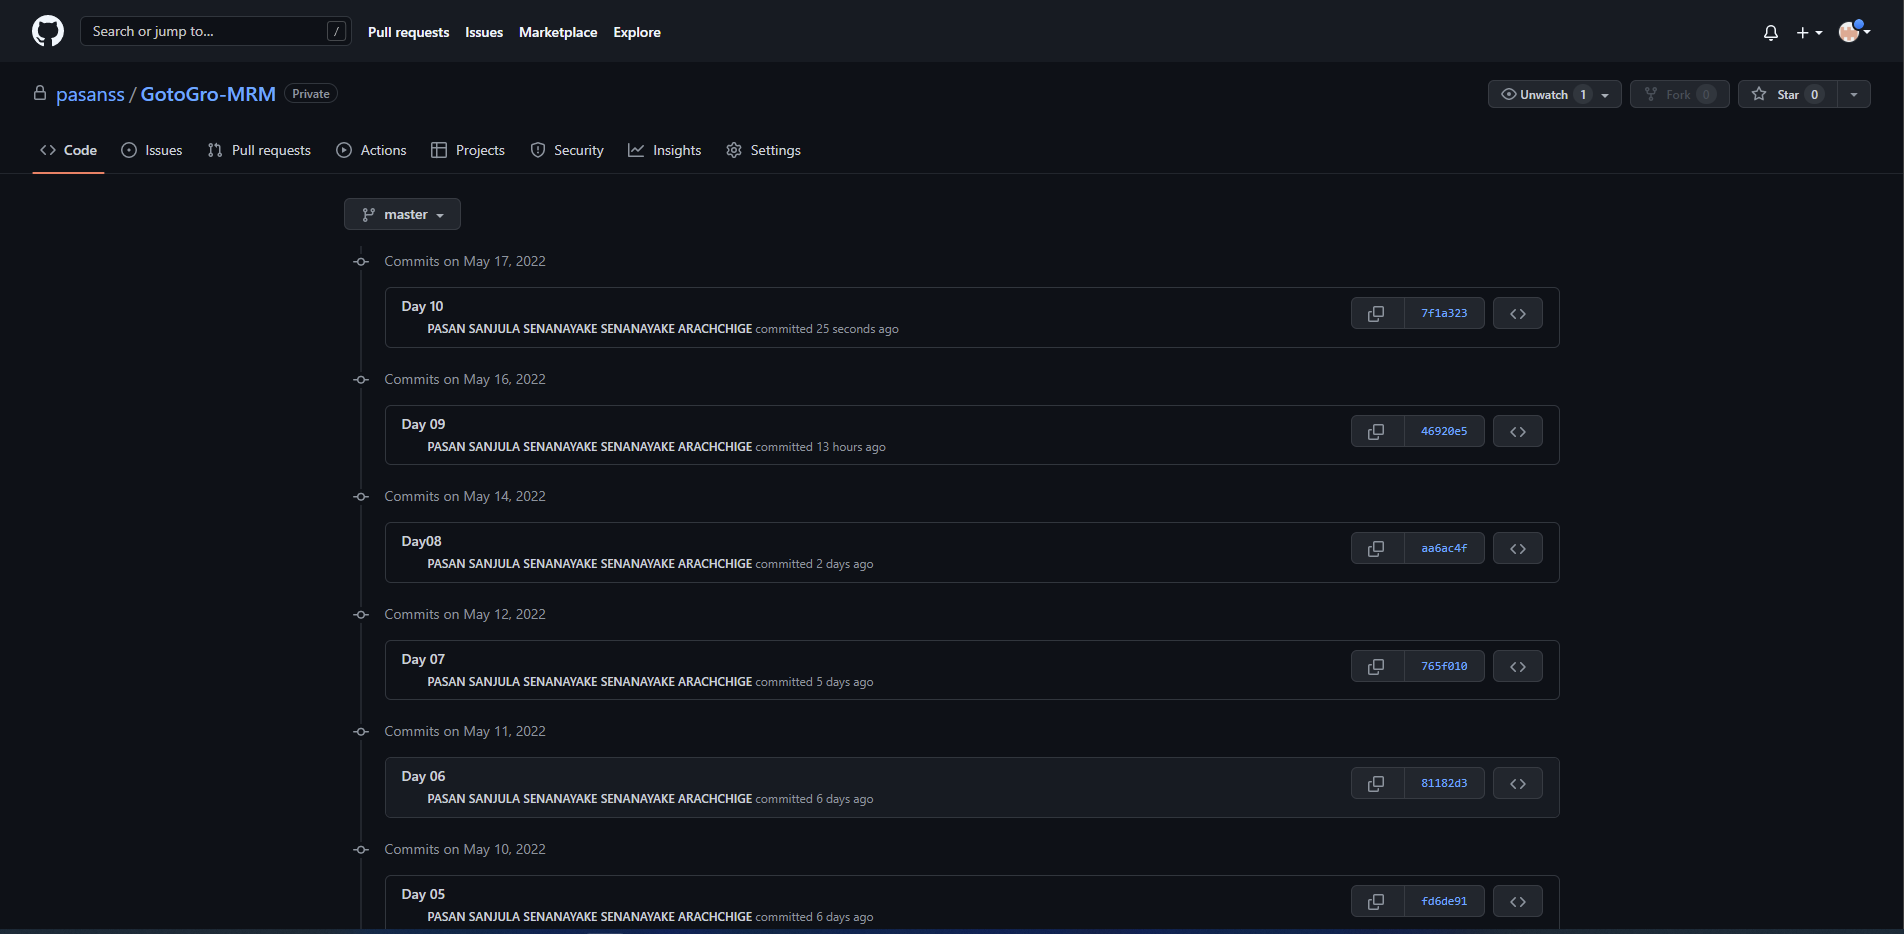 Search or jump to... /
Pull requests Issues Marketplace Explore
pasanss / GotoGro-MRM Private
Unwatch 1 Fork 0 Star 0
Code Issues Pull requests Actions Projects Security Insights Settings
master
Commits on May 17, 2022
Day 10
PASAN SANJULA SENANAYAKE SENANAYAKE ARACHCHIGE committed 25 seconds ago
7f1a323
Commits on May 16, 2022
Day 09
PASAN SANJULA SENANAYAKE SENANAYAKE ARACHCHIGE committed 13 hours ago
46920e5
Commits on May 14, 2022
Day08
PASAN SANJULA SENANAYAKE SENANAYAKE ARACHCHIGE committed 2 days ago
aa6ac4f
Commits on May 12, 2022
Day 07
PASAN SANJULA SENANAYAKE SENANAYAKE ARACHCHIGE committed 5 days ago
765f010
Commits on May 11, 2022
Day 06
PASAN SANJULA SENANAYAKE SENANAYAKE ARACHCHIGE committed 6 days ago
81182d3
Commits on May 10, 2022
Day 05
PASAN SANJULA SENANAYAKE SENANAYAKE ARACHCHIGE committed 6 days ago
fd6de91